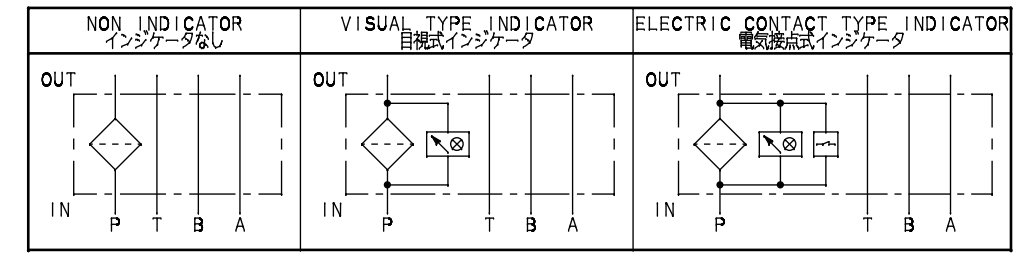 NON INDICATOR
インジケータなし
VISUAL TYPE INDICATOR
目視式インジケータ
ELECTRIC CONTACT TYPE INDICATOR
電気接点式インジケータ
OUT
IN
P T B A
OUT
IN
P T B A
OUT
IN
P T B A